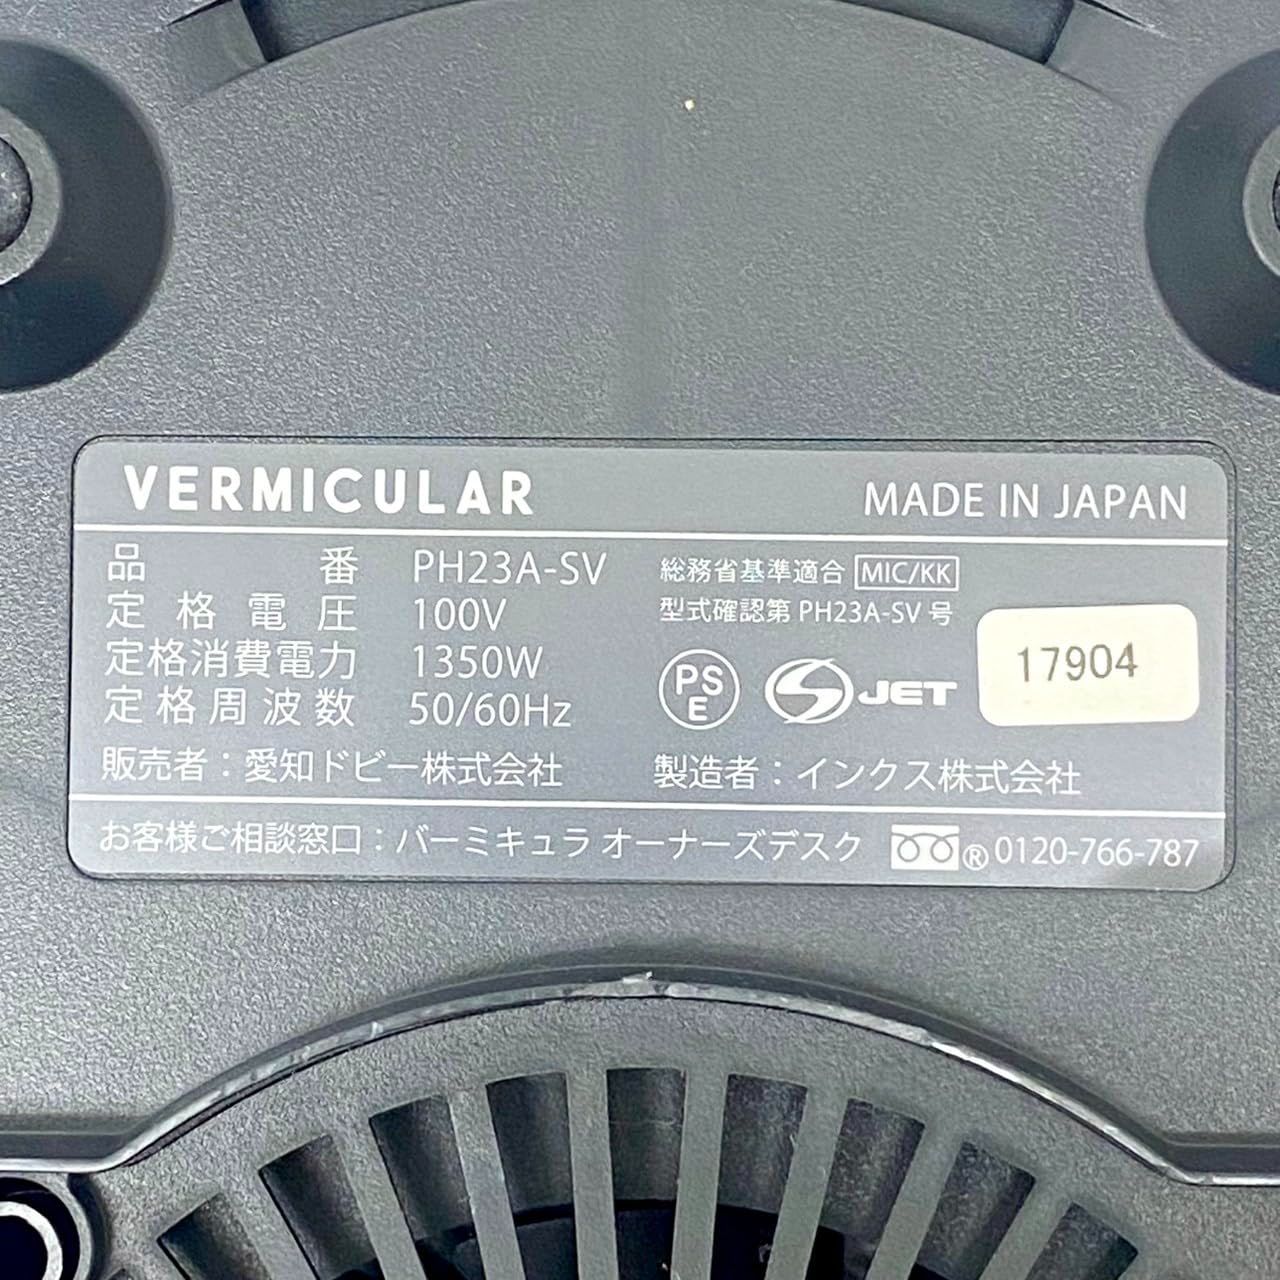 VERMICULAR MADE IN JAPAN
品番 PH23A-SV
定格電圧 100V
定格消費電力 1350W
定格周波数 50/60Hz
総務省基準適合 MIC/KK
型式確認第 PH23A-SV 号
PSE
JET
17904
販売者：愛知ドビー株式会社
製造者：インクス株式会社
お客様ご相談窓口：バーミキュラ オーナーズデスク ®0120-766-787